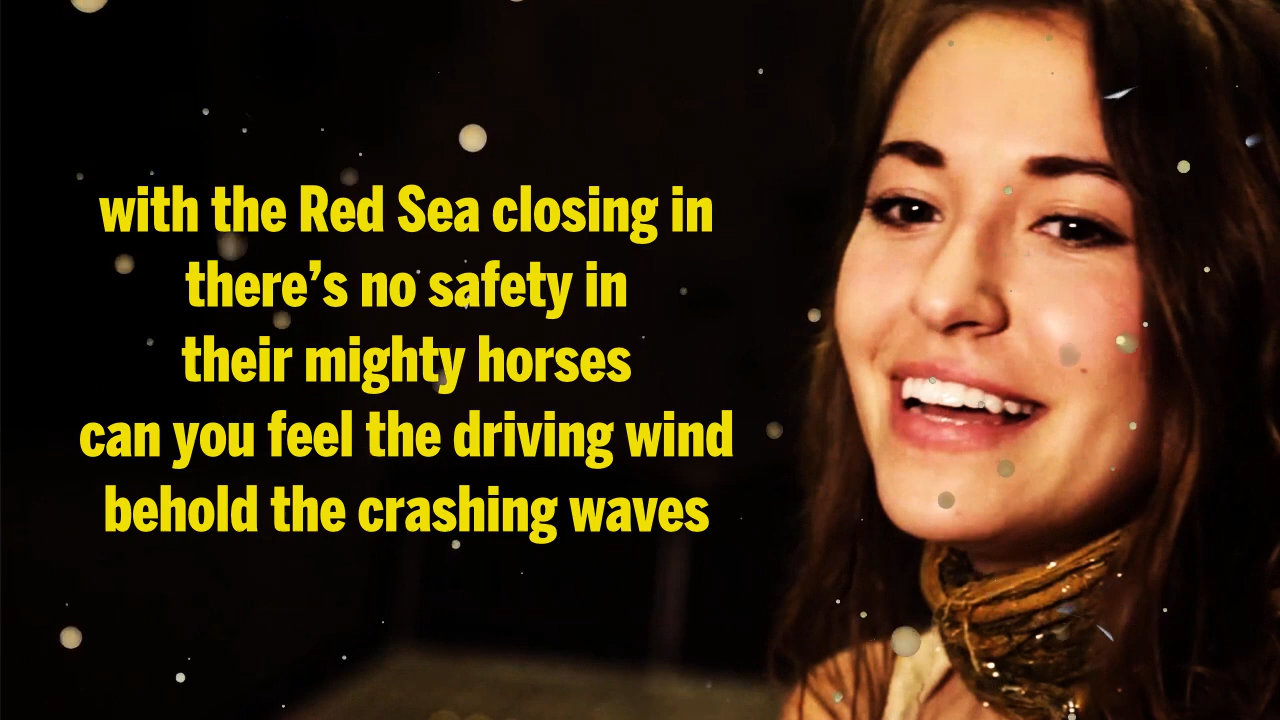 with the Red Sea closing in
there’s no safety in
their mighty horses
can you feel the driving wind
behold the crashing waves